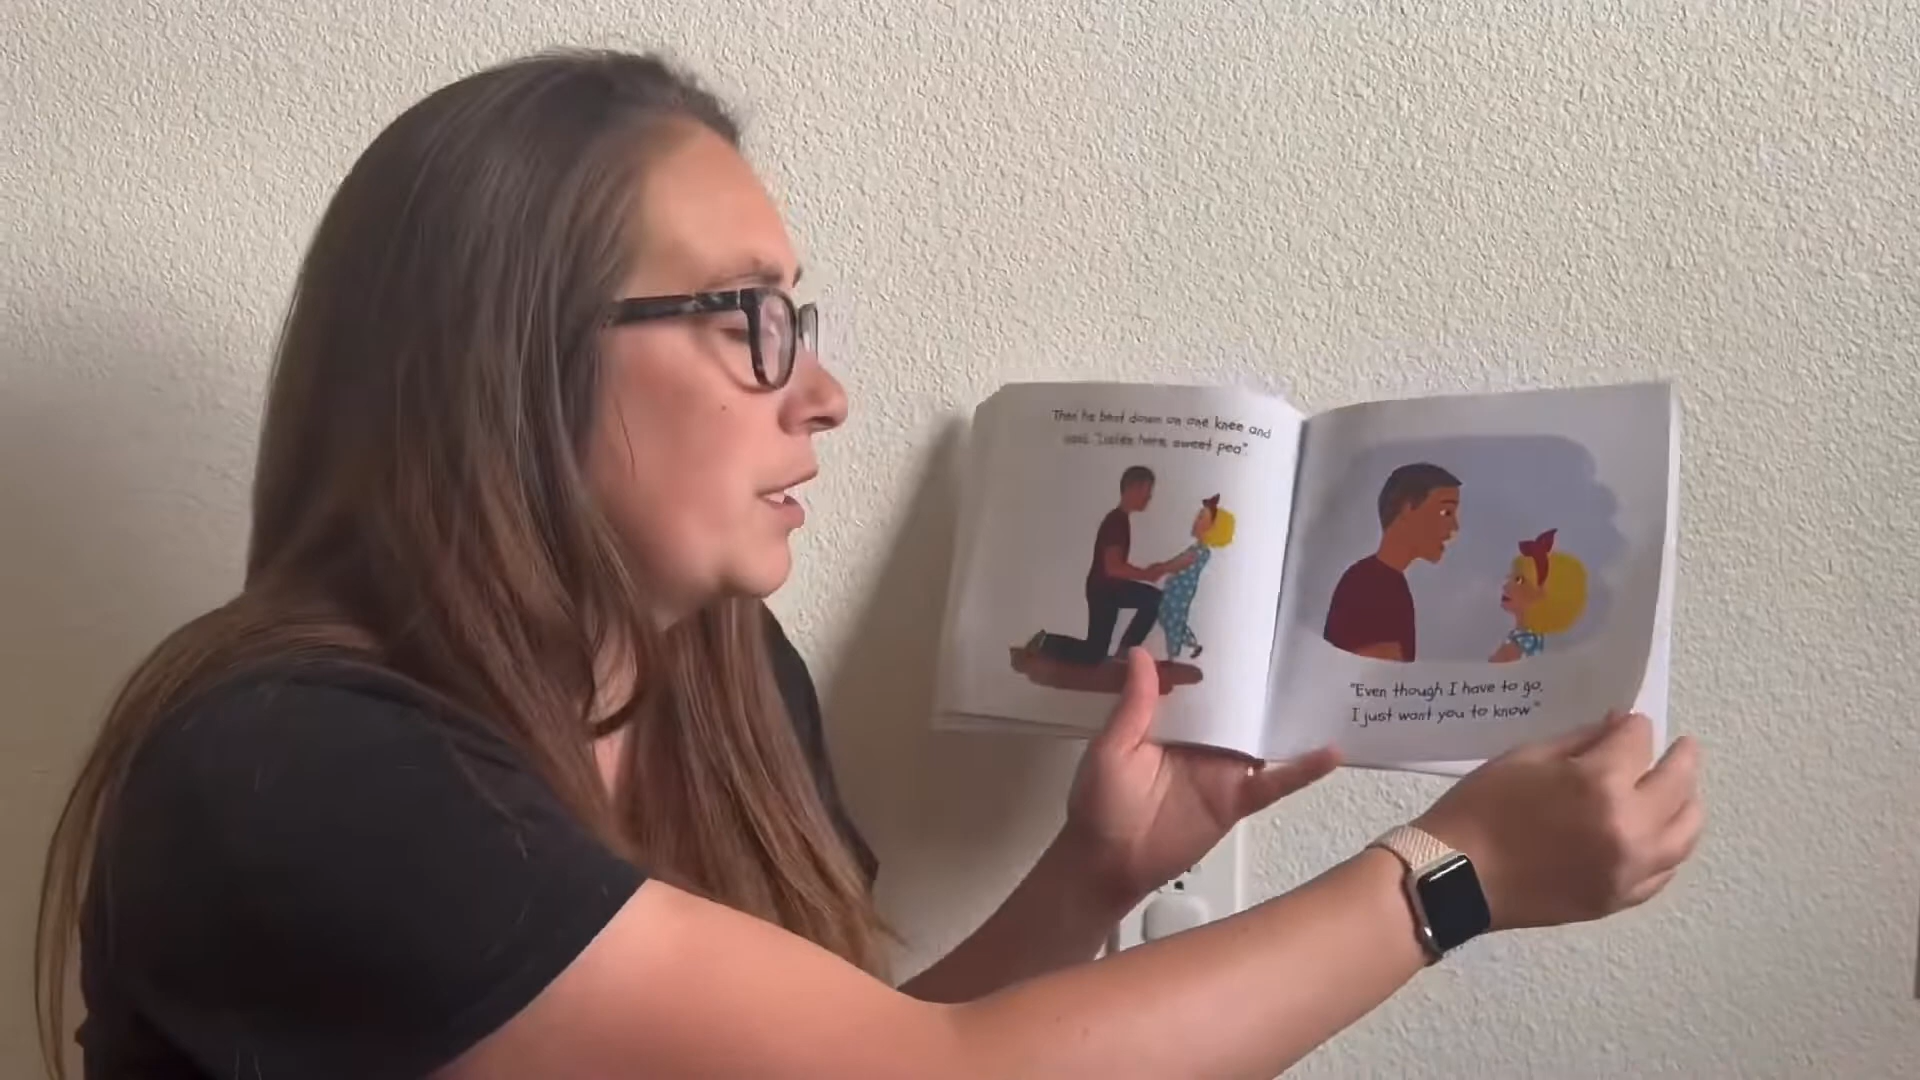 Then he bent down on one knee and
said, "Listen here, sweet pea".
"Even though I have to go,
I just want you to know"